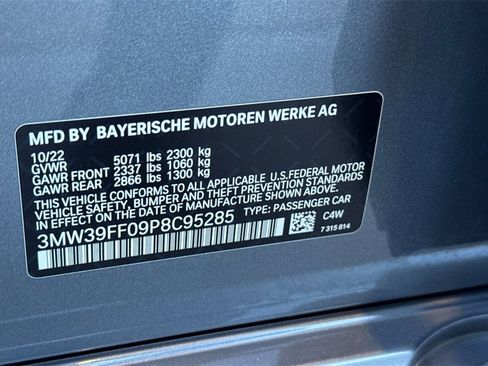 MFD BY BAYERISCHE MOTOREN WERKE AG
10/22
GVWR 5071 lbs 2300 kg
GAWR FRONT 2337 lbs 1060 kg
GAWR REAR 2866 lbs 1300 kg
THIS VEHICLE CONFORMS TO ALL APPLICABLE U.S.FEDERAL MOTOR
VEHICLE SAFETY, BUMPER, AND THEFT PREVENTION STANDARDS
IN EFFECT ON THE DATE OF MANUFACTURE SHOWN ABOVE.
3MW39FF09P8C95285 TYPE: PASSENGER CAR
C4W
7 315 814